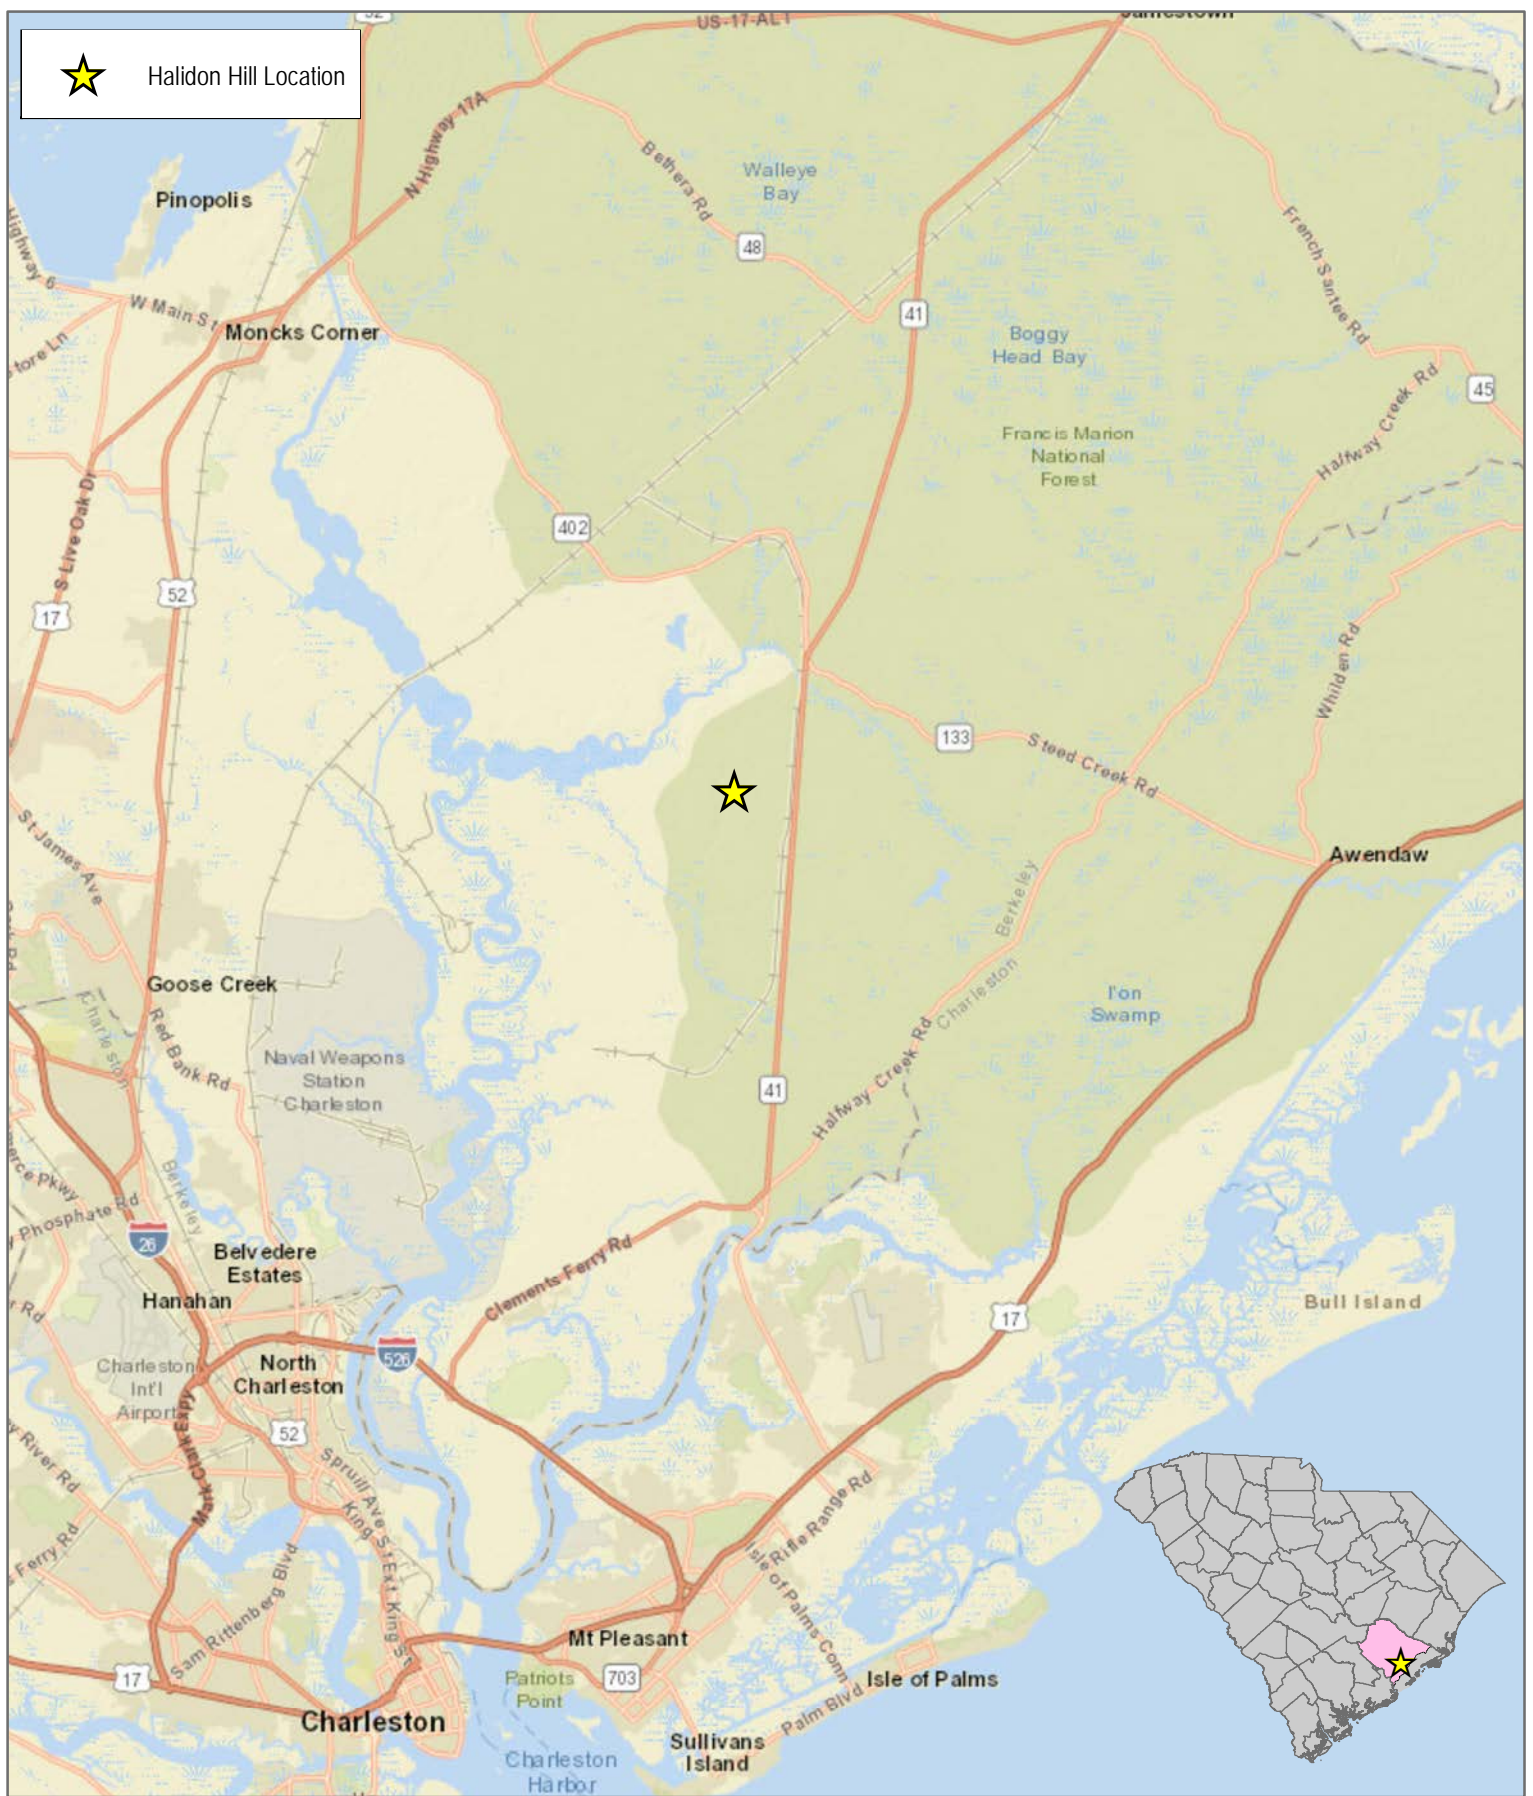 52
US-17-ALT
Jamestown
Halidon Hill Location
N Highway 17A
Bethera Rd
Walleye
Bay
Pinopolis
48
French Santee Rd
Highway 6
W Main St
Moncks Corner
41
Boggy
Head Bay
45
Halfway Creek Rd
Francis Marion
National
Forest
S Live Oak Dr
402
52
17
Whilden Rd
133
Steed Creek Rd
St James Ave
Awendaw
Berkeley
Charleston
Goose Creek
I'on
Swamp
Charleston
Red Bank Rd
Naval Weapons
Station
Charleston
41
Halfway Creek Rd
Berkeley
Phosphate Rd
26
Belvedere
Estates
Clements Ferry Rd
Hanahan
Bull Island
17
526
Charleston
Int'l
Airport
North
Charleston
Mark Clark Expy
52
Spruill Ave
King St Ext
King St
River Rd
Ferry Rd
Sam Rittenberg Blvd
Rifle Range Rd
Isle of Palms Conn
Mt Pleasant
17
Patriots
Point
703
Isle of Palms
Palm Blvd
Charleston
Sullivans
Island
Charleston
Harbor